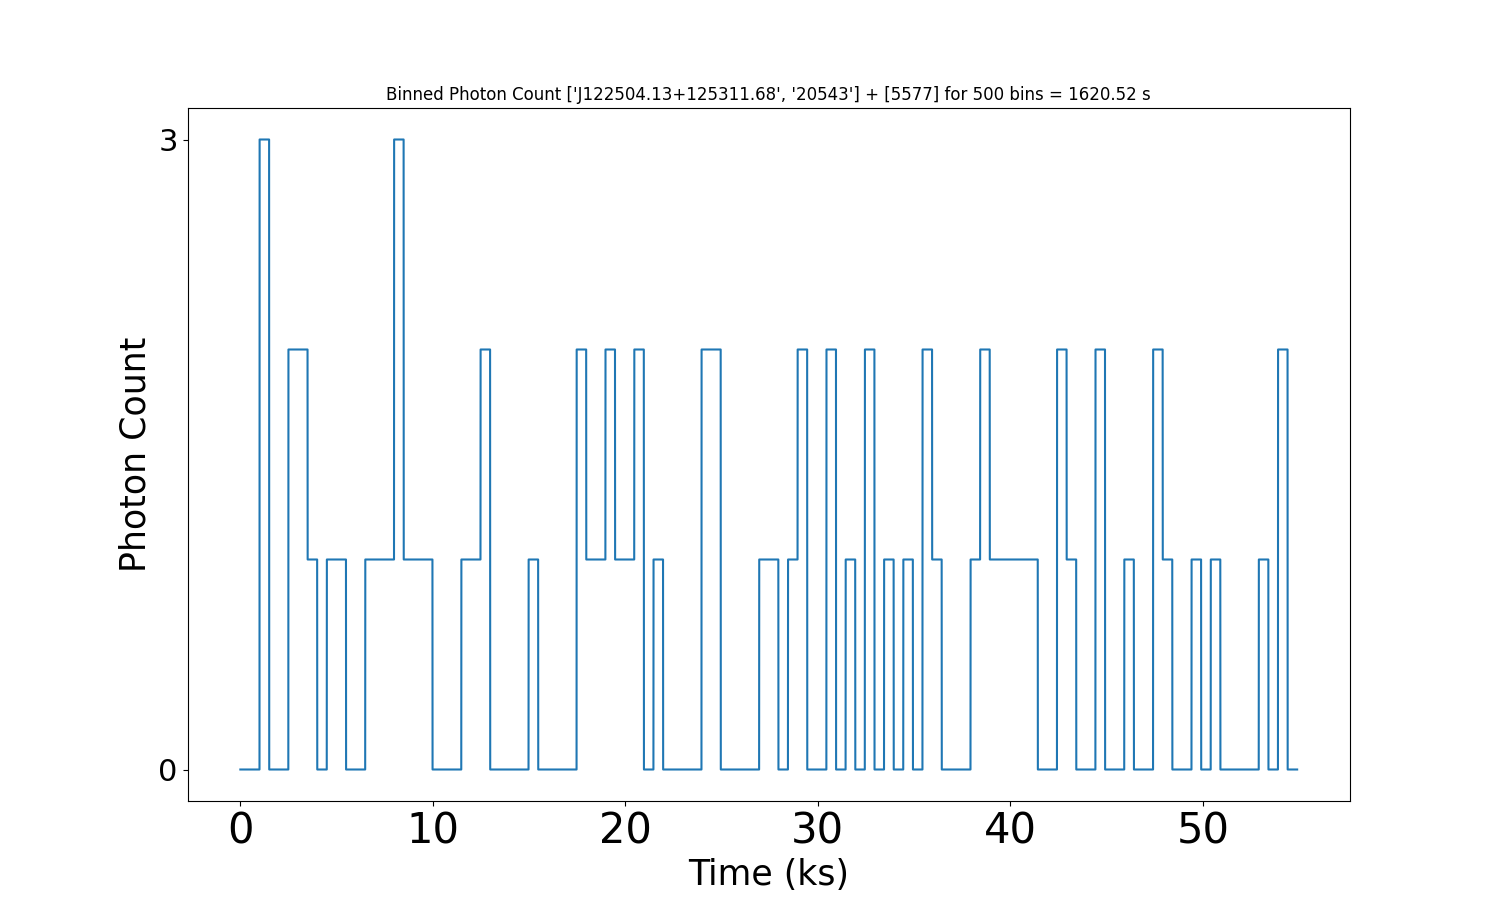 Binned Photon Count ['J122504.13+125311.68', '20543'] + [5577] for 500 bins = 1620.52 s
3
Photon Count
0
0 10 20 30 40 50
Time (ks)